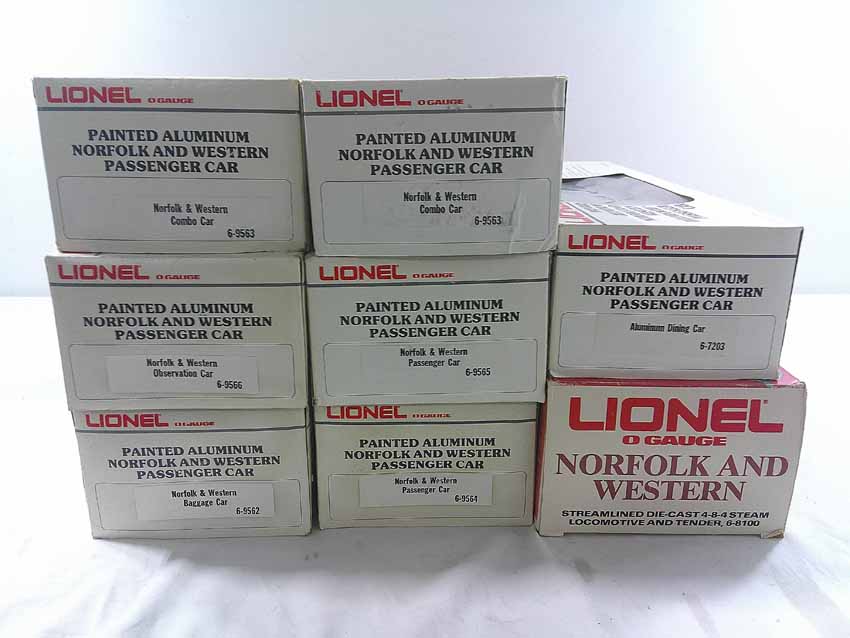 LIONEL O GAUGE
PAINTED ALUMINUM
NORFOLK AND WESTERN
PASSENGER CAR
Norfolk & Western
Combo Car
6-9563
LIONEL O GAUGE
PAINTED ALUMINUM
NORFOLK AND WESTERN
PASSENGER CAR
Norfolk & Western
Combo Car
6-9563
LIONEL O GAUGE
PAINTED ALUMINUM
NORFOLK AND WESTERN
PASSENGER CAR
Norfolk & Western
Observation Car
6-9566
LIONEL O GAUGE
PAINTED ALUMINUM
NORFOLK AND WESTERN
PASSENGER CAR
Norfolk & Western
Passenger Car
6-9565
LIONEL O GAUGE
PAINTED ALUMINUM
NORFOLK AND WESTERN
PASSENGER CAR
Aluminum Dining Car
6-7203
LIONEL O GAUGE
PAINTED ALUMINUM
NORFOLK AND WESTERN
PASSENGER CAR
Norfolk & Western
Baggage Car
6-9562
LIONEL O GAUGE
PAINTED ALUMINUM
NORFOLK AND WESTERN
PASSENGER CAR
Norfolk & Western
Passenger Car
6-9564
LIONEL
O GAUGE
NORFOLK AND
WESTERN
STREAMLINED DIE-CAST 4-8-4 STEAM
LOCOMOTIVE AND TENDER, 6-8100